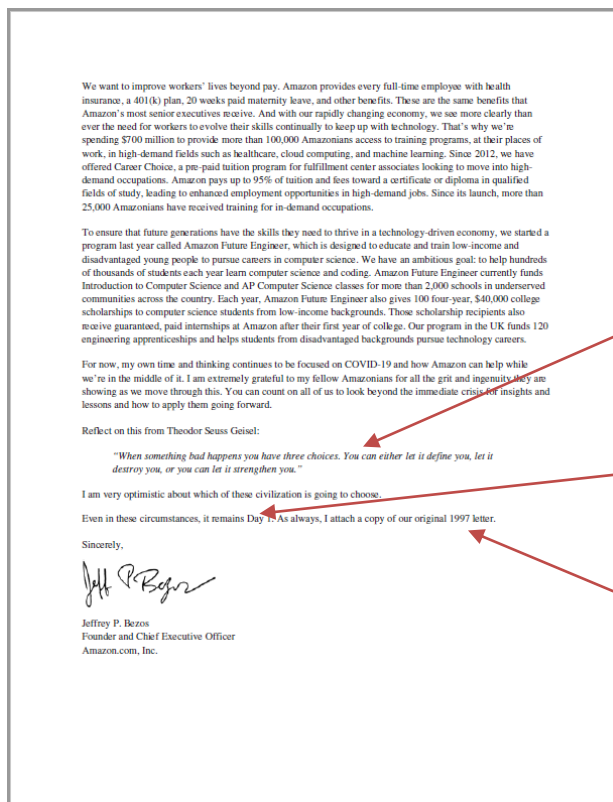 We want to improve workers' lives beyond pay. Amazon provides every full-time employee with health
insurance, a 401(k) plan, 20 weeks paid maternity leave, and other benefits. These are the same benefits that
Amazon's most senior executives receive. And with our rapidly changing economy, we see more clearly than
ever the need for workers to evolve their skills continually to keep up with technology. That's why we're
spending $700 million to provide more than 100,000 Amazonians access to training programs, at their places of
work, in high-demand fields such as healthcare, cloud computing, and machine learning. Since 2012, we have
offered Career Choice, a pre-paid tuition program for fulfillment center associates looking to move into high-
demand occupations. Amazon pays up to 95% of tuition and fees toward a certificate or diploma in qualified
fields of study, leading to enhanced employment opportunities in high-demand jobs. Since its launch, more than
25,000 Amazonians have received training for in-demand occupations.
To ensure that future generations have the skills they need to thrive in a technology-driven economy, we started a
program last year called Amazon Future Engineer, which is designed to educate and train low-income and
disadvantaged young people to pursue careers in computer science. We have an ambitious goal: to help hundreds
of thousands of students each year learn computer science and coding. Amazon Future Engineer currently funds
Introduction to Computer Science and AP Computer Science classes for more than 2,000 schools in underserved
communities across the country. Each year, Amazon Future Engineer also gives 100 four-year, $40,000 college
scholarships to computer science students from low-income backgrounds. Those scholarship recipients also
receive guaranteed, paid internships at Amazon after their first year of college. Our program in the UK funds 120
engineering apprenticeships and helps students from disadvantaged backgrounds pursue technology careers.
For now, my own time and thinking continues to be focused on COVID-19 and how Amazon can help while
we're in the middle of it. I am extremely grateful to my fellow Amazonians for all the grit and ingenuity they are
showing as we move through this. You can count on all of us to look beyond the immediate crisis for insights and
lessons and how to apply them going forward.
Reflect on this from Theodor Seuss Geisel:
"When something bad happens you have three choices. You can either let it define you, let it
destroy you, or you can let it strengthen you."
I am very optimistic about which of these civilization is going to choose.
Even in these circumstances, it remains Day 1. As always, I attach a copy of our original 1997 letter.
Sincerely,
Jeff P Bezos
Jeffrey P. Bezos
Founder and Chief Executive Officer
Amazon.com, Inc.